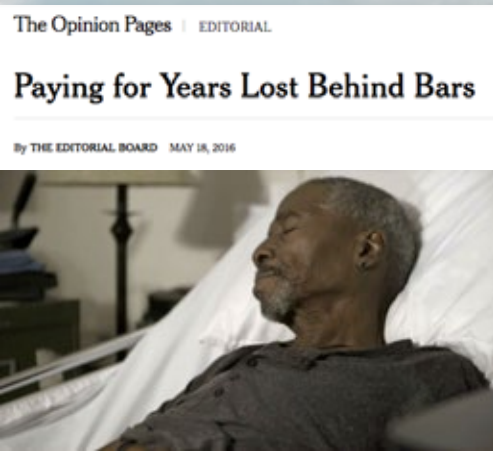 The Opinion Pages | EDITORIAL
Paying for Years Lost Behind Bars
By THE EDITORIAL BOARD MAY 18, 2016